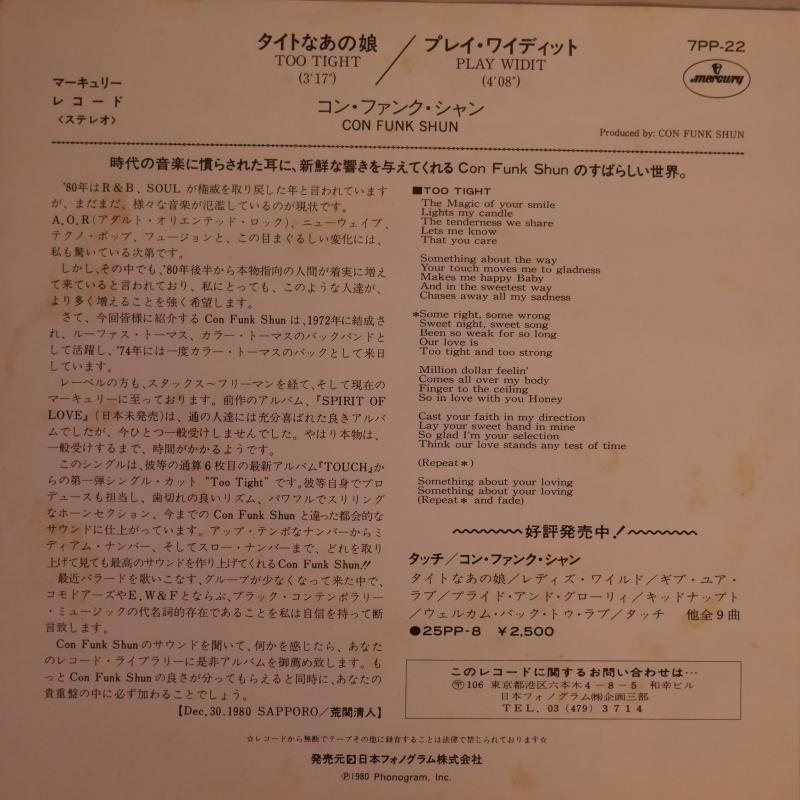 タイトなあの娘
TOO TIGHT
(3'17")
プレイ・ワイディット
PLAY WIDIT
(4'08")
7PP-22
mercury
マーキュリー
レコード
〈ステレオ〉
コン・ファンク・シャン
CON FUNK SHUN
Produced by: CON FUNK SHUN
時代の音楽に慣らされた耳に、新鮮な響きを与えてくれる Con Funk Shun のすばらしい世界。
'80年はR&B、SOUL が権威を取り戻した年と言われています
が、まだまだ、様々な音楽が氾濫しているのが現状です。
A.O.R(アダルト・オリエンテッド・ロック)、ニューウェイブ、
テクノ・ポップ、フュージョンと、この目まぐるしい変化には、
私も驚いている次第です。
しかし、その中でも、'80年後半から本物指向の人間が着実に増え
て来ていると言われており、私にとっても、このような人達が、
より多く増えることを強く希望します。
さて、今回皆様に紹介する Con Funk Shun は、1972年に結成さ
れ、ルーファス・トーマス、カラー・トーマスのバックバンドと
して活躍し、'74年には一度カラー・トーマスのバックとして来日
しています。
レーベルの方も、スタックス〜フリーマンを経て、そして現在の
マーキュリーに至っております。前作のアルバム、『SPIRIT OF
LOVE』(日本未発売)は、通の人達には充分喜ばれた良きアルバ
ムでしたが、今ひとつ一般受けしませんでした。やはり本物は、
一般受けするまで、時間がかかるようです。
このシングルは、彼等の通算6枚目の最新アルバム『TOUCH』か
らの第一弾シングル・カット "Too Tight" です。彼等自身でプロ
デュースも担当し、歯切れの良いリズム、パワフルでスリリング
なホーンセクション、今までの Con Funk Shun と違った都会的な
サウンドに仕上がっています。アップ・テンポなナンバーからミ
ディアム・ナンバー、そしてスロー・ナンバーまで、どれを取り
上げて見ても最高のサウンドを作り上げてくれるCon Funk Shun!!
最近バラードを歌いこなす、グループが少なくなって来た中で、
コモドアーズやE.W&Fとならぶ、ブラック・コンテンポラリー
・ミュージックの代名詞的存在であることを私は自信を持って断
言致します。
Con Funk Shunのサウンドを聞いて、何かを感じたら、あなた
のレコード・ライブラリーに是非アルバムを御薦め致します。も
っとCon Funk Shunの良さが分ってもらえると同時に、あなたの
貴重盤の中に必ず加わることでしょう。
【Dec.30.1980 SAPPORO/荒関清人】
■TOO TIGHT
The Magic of your smile
Lights my candle
The tenderness we share
Lets me know
That you care
Something about the way
Your touch moves me to gladness
Makes me happy Baby
And in the sweetest way
Chases away all my sadness
*Some right, some wrong
Sweet night, sweet song
Been so weak for so long
Our love is
Too tight and too strong
Million dollar feelin'
Comes all over my body
Finger to the ceiling
So in love with you Honey
Cast your faith in my direction
Lay your sweet hand in mine
So glad I'm your selection
Think our love stands any test of time
(Repeat*)
Something about your loving
Something about your loving
(Repeat* and fade)
好評発売中!
タッチ/コン・ファンク・シャン
タイトなあの娘/レディズ・ワイルド/ギブ・ユア・
ラブ/プライド・アンド・グローリィ/キッドナップト
/ウェルカム・バック・トゥ・ラブ/タッチ 他全9曲
●25PP-8 ¥2,500
このレコードに関するお問い合わせは…
〒106 東京都港区六本木4-8-5 和幸ビル
日本フォノグラム㈱企画三部
TEL. 03 (479) 3714
☆レコードから無断でテープその他に録音することは法律で禁じられております☆
発売元 日本フォノグラム株式会社
Ⓟ1980 Phonogram, Inc.